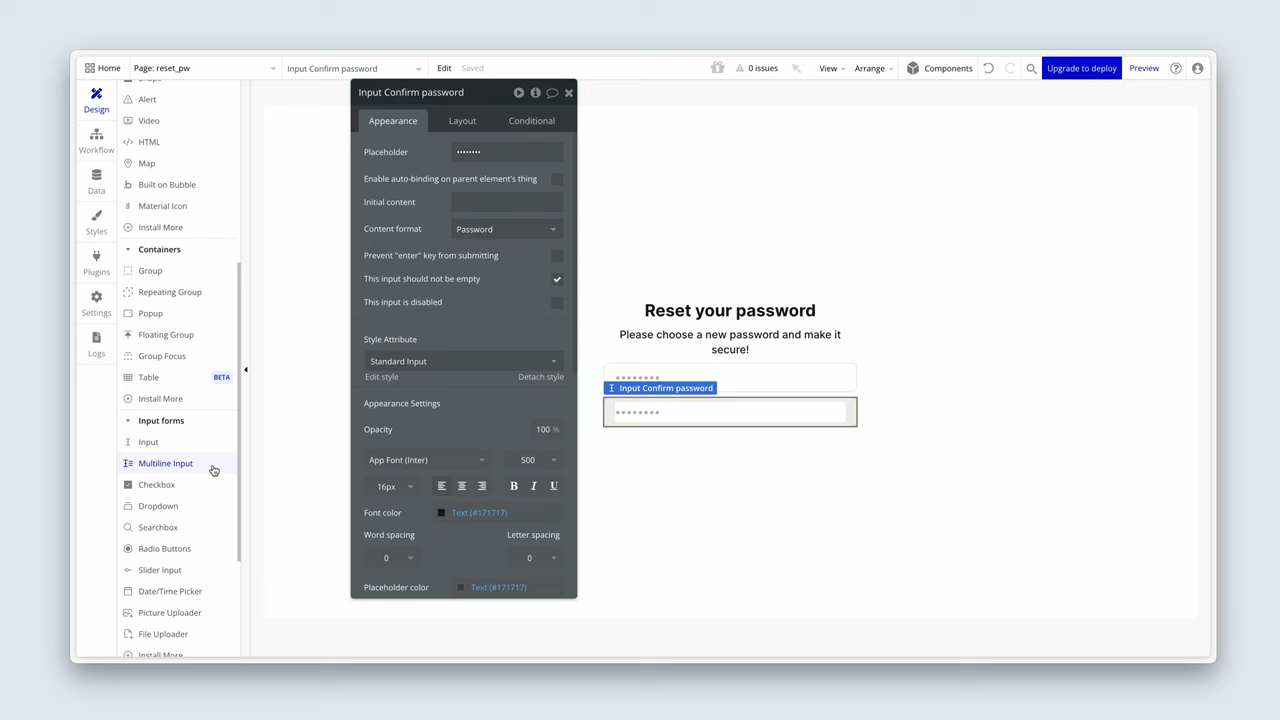 Home
Page: reset_pw
Input Confirm password
Edit
Saved
0 issues
View
Arrange
Components
Upgrade to deploy
Preview
Design
Workflow
Data
Styles
Plugins
Settings
Logs
Shape
Alert
Video
HTML
Map
Built on Bubble
Material Icon
Install More
Containers
Group
Repeating Group
Popup
Floating Group
Group Focus
Table
BETA
Install More
Input forms
Input
Multiline Input
Checkbox
Dropdown
Searchbox
Radio Buttons
Slider Input
Date/Time Picker
Picture Uploader
File Uploader
Install More
Input Confirm password
Appearance
Layout
Conditional
Placeholder
••••••••
Enable auto-binding on parent element's thing
Initial content
Content format
Password
Prevent "enter" key from submitting
This input should not be empty
This input is disabled
Style Attribute
Standard Input
Edit style
Detach style
Appearance Settings
Opacity
100 %
App Font (Inter)
500
16px
B I U
Font color
Text (#171717)
Word spacing
Letter spacing
0
0
Placeholder color
Text (#171717)
Reset your password
Please choose a new password and make it
secure!
••••••••
Input Confirm password
••••••••